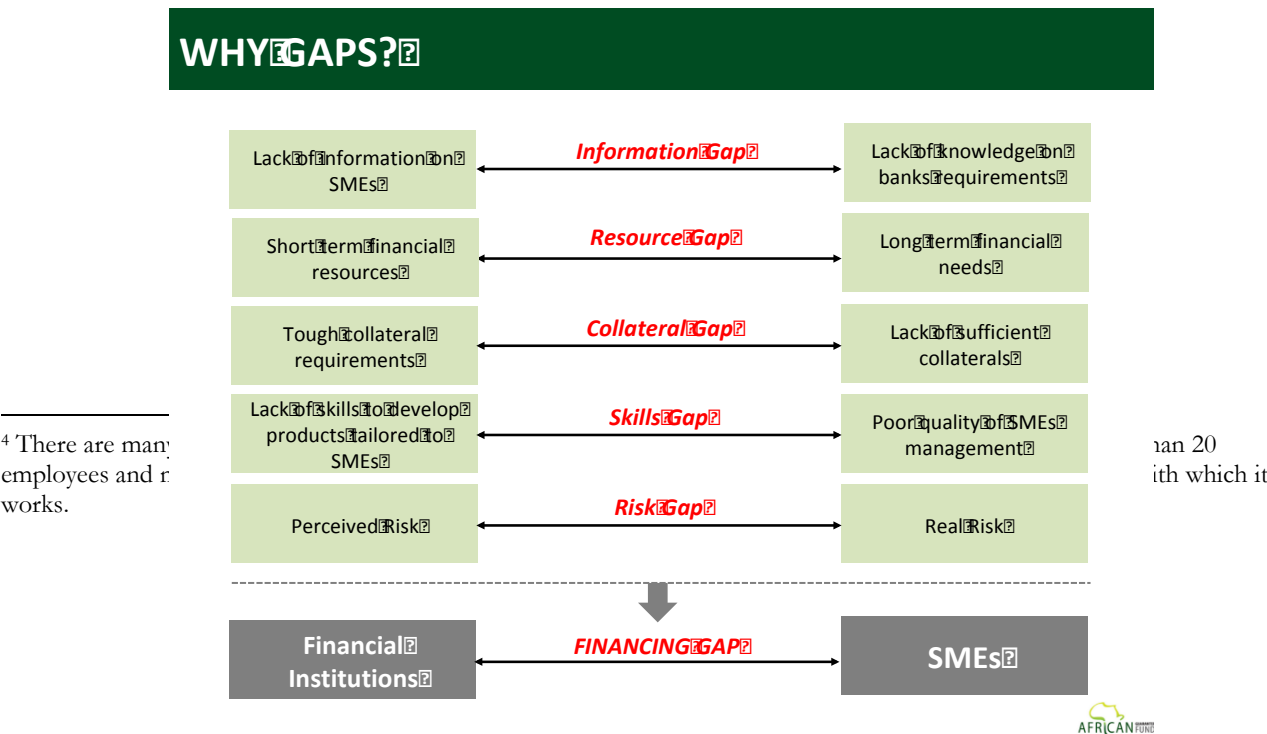 WHY GAPS?
Lack of information on
SMEs
Information Gap
Lack of knowledge on
banks requirements
Short term financial
resources
Resource Gap
Long term financial
needs
Tough collateral
requirements
Collateral Gap
Lack of sufficient
collaterals
Lack of skills to develop
products tailored to
SMEs
Skills Gap
Poor quality of SMEs
management
Perceived Risk
Risk Gap
Real Risk
Financial
Institutions
FINANCING GAP
SMEs
AFRICAN GUARANTEE FUND
4 There are many
han 20
employees and
ith which it
works.